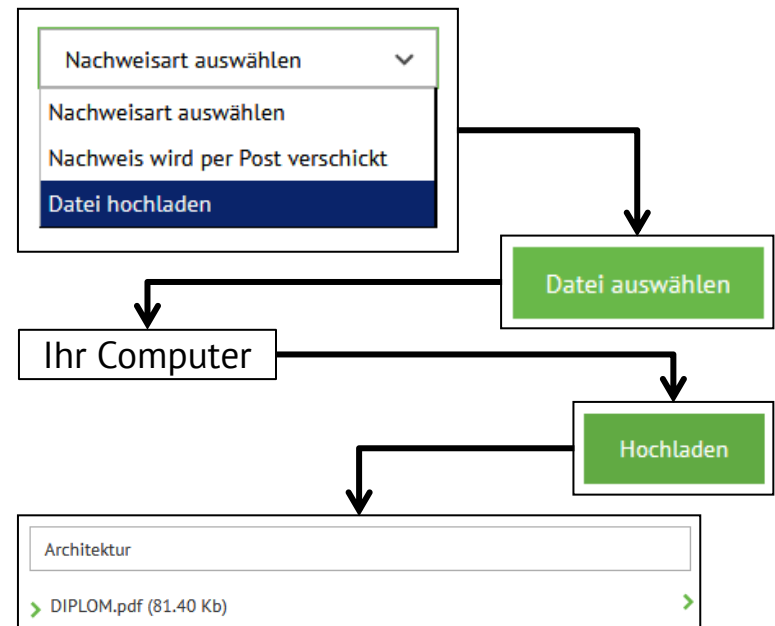 Nachweisart auswählen
Nachweisart auswählen
Nachweis wird per Post verschickt
Datei hochladen
Datei auswählen
Ihr Computer
Hochladen
Architektur
DIPLOM.pdf (81.40 Kb)